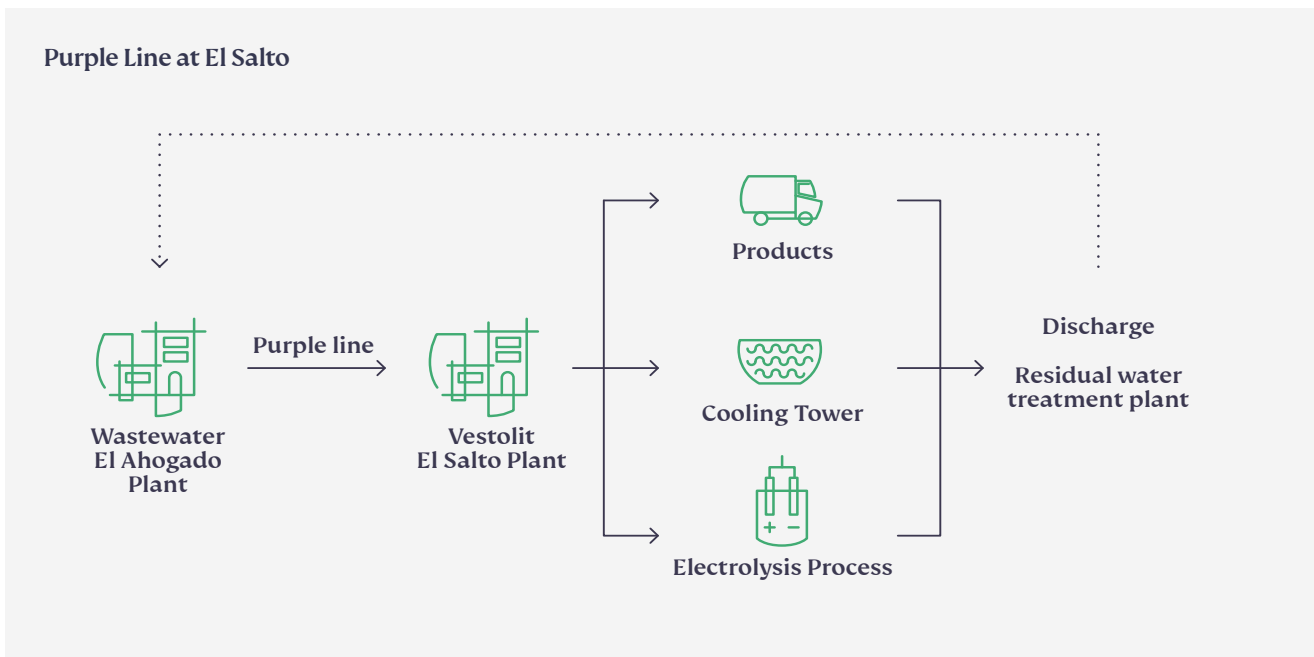 Purple Line at El Salto
Purple line
Wastewater
El Ahogado
Plant
Vestolit
El Salto Plant
Products
Cooling Tower
+ −
Electrolysis Process
Discharge
Residual water
treatment plant